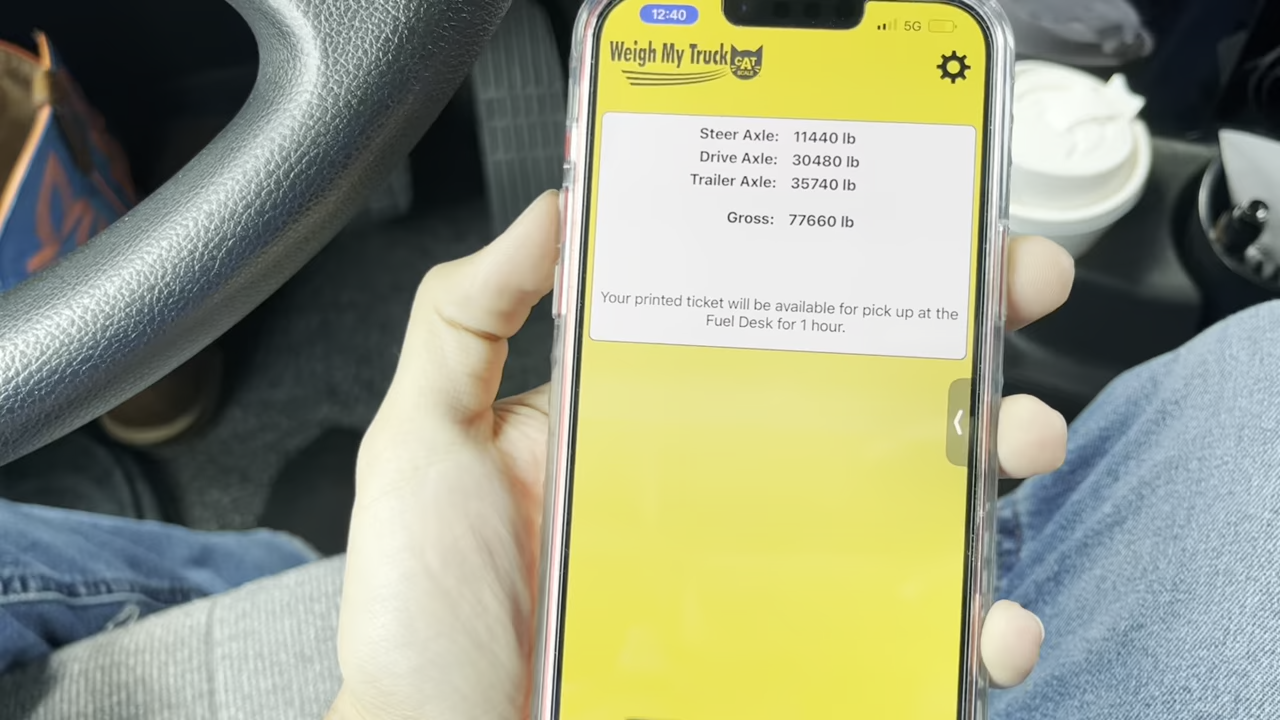 12:40
5G
Weigh My Truck
CAT
SCALE
Steer Axle: 11440 lb
Drive Axle: 30480 lb
Trailer Axle: 35740 lb
Gross: 77660 lb
Your printed ticket will be available for pick up at the
Fuel Desk for 1 hour.